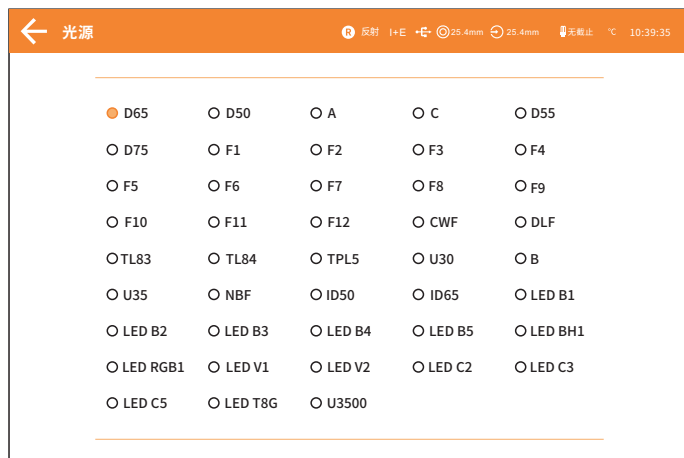 光源 R 反射 I+E 25.4mm 25.4mm 无截止 ℃ 10:39:35
D65 D50 A C D55
D75 F1 F2 F3 F4
F5 F6 F7 F8 F9
F10 F11 F12 CWF DLF
TL83 TL84 TPL5 U30 B
U35 NBF ID50 ID65 LED B1
LED B2 LED B3 LED B4 LED B5 LED BH1
LED RGB1 LED V1 LED V2 LED C2 LED C3
LED C5 LED T8G U3500